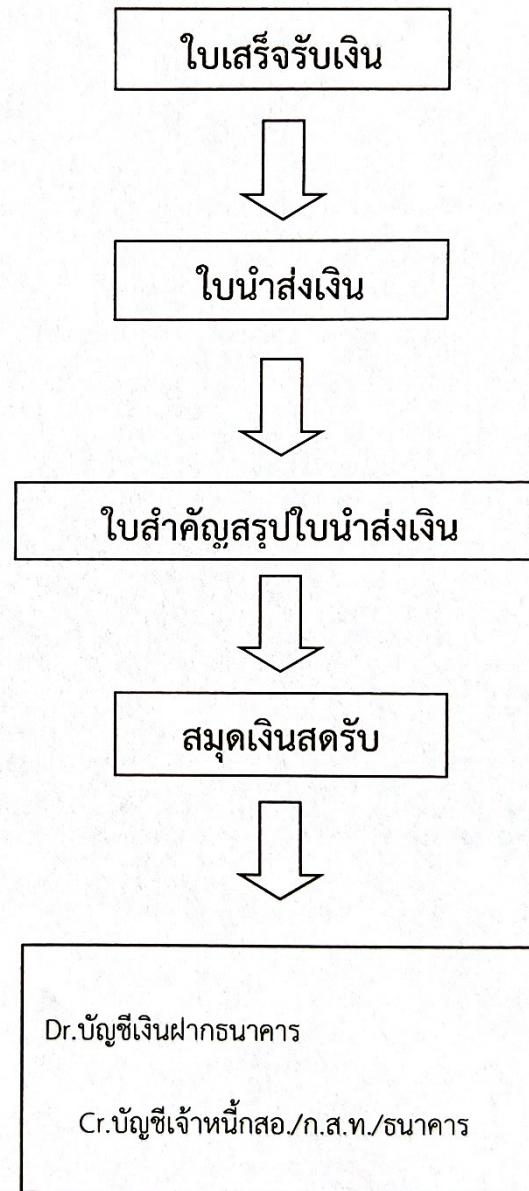 ใบเสร็จรับเงิน
ใบนำส่งเงิน
ใบสำคัญสรุปใบนำส่งเงิน
สมุดเงินสดรับ
Dr.บัญชีเงินฝากธนาคาร
Cr.บัญชีเจ้าหนี้กสอ./ก.ส.ท./ธนาคาร